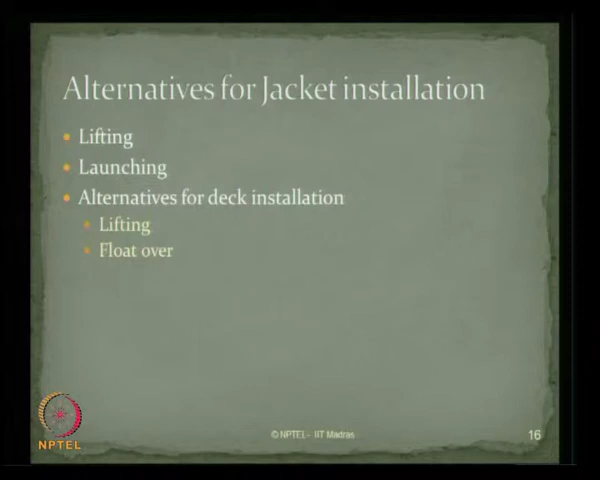 Alternatives for Jacket installation
Lifting
Launching
Alternatives for deck installation
Lifting
Float over
NPTEL
© NPTEL - IIT Madras
16